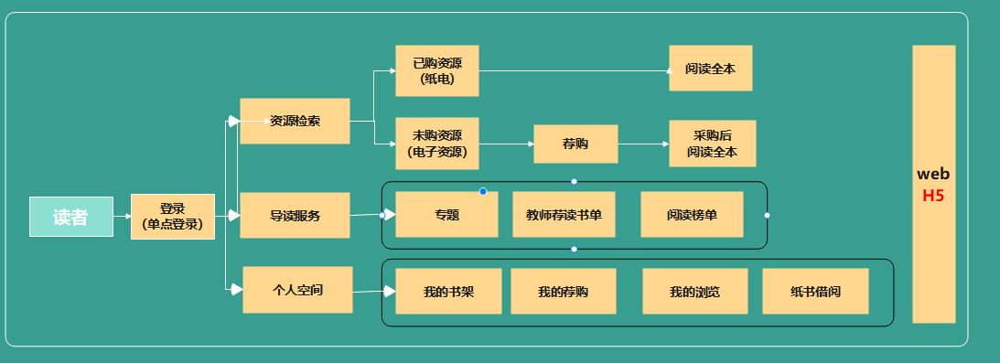 读者
登录
（单点登录）
资源检索
已购资源
（纸电）
阅读全本
未购资源
（电子资源）
荐购
采购后
阅读全本
导读服务
专题
教师荐读书单
阅读榜单
个人空间
我的书架
我的荐购
我的浏览
纸书借阅
web
H5